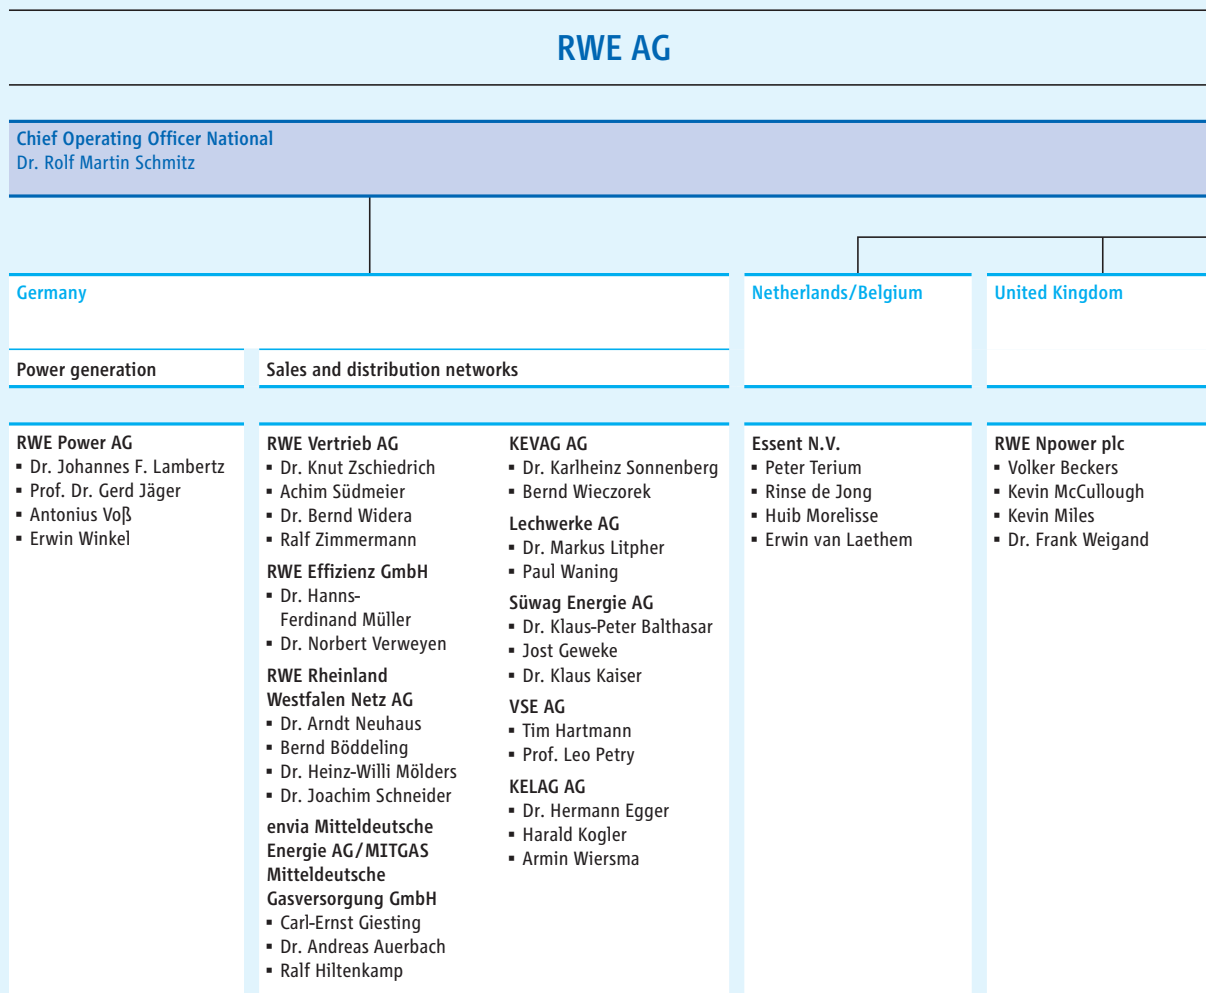 RWE AG
Chief Operating Officer National
Dr. Rolf Martin Schmitz
Germany
Power generation
Sales and distribution networks
Netherlands/Belgium
United Kingdom
RWE Power AG
▪ Dr. Johannes F. Lambertz
▪ Prof. Dr. Gerd Jäger
▪ Antonius Voß
▪ Erwin Winkel
RWE Vertrieb AG
▪ Dr. Knut Zschiedrich
▪ Achim Südmeier
▪ Dr. Bernd Widera
▪ Ralf Zimmermann
RWE Effizienz GmbH
▪ Dr. Hanns-
Ferdinand Müller
▪ Dr. Norbert Verweyen
RWE Rheinland
Westfalen Netz AG
▪ Dr. Arndt Neuhaus
▪ Bernd Böddeling
▪ Dr. Heinz-Willi Mölders
▪ Dr. Joachim Schneider
envia Mitteldeutsche
Energie AG/MITGAS
Mitteldeutsche
Gasversorgung GmbH
▪ Carl-Ernst Giesting
▪ Dr. Andreas Auerbach
▪ Ralf Hiltenkamp
KEVAG AG
▪ Dr. Karlheinz Sonnenberg
▪ Bernd Wieczorek
Lechwerke AG
▪ Dr. Markus Litpher
▪ Paul Waning
Süwag Energie AG
▪ Dr. Klaus-Peter Balthasar
▪ Jost Geweke
▪ Dr. Klaus Kaiser
VSE AG
▪ Tim Hartmann
▪ Prof. Leo Petry
KELAG AG
▪ Dr. Hermann Egger
▪ Harald Kogler
▪ Armin Wiersma
Essent N.V.
▪ Peter Terium
▪ Rinse de Jong
▪ Huib Morelisse
▪ Erwin van Laethem
RWE Npower plc
▪ Volker Beckers
▪ Kevin McCullough
▪ Kevin Miles
▪ Dr. Frank Weigand